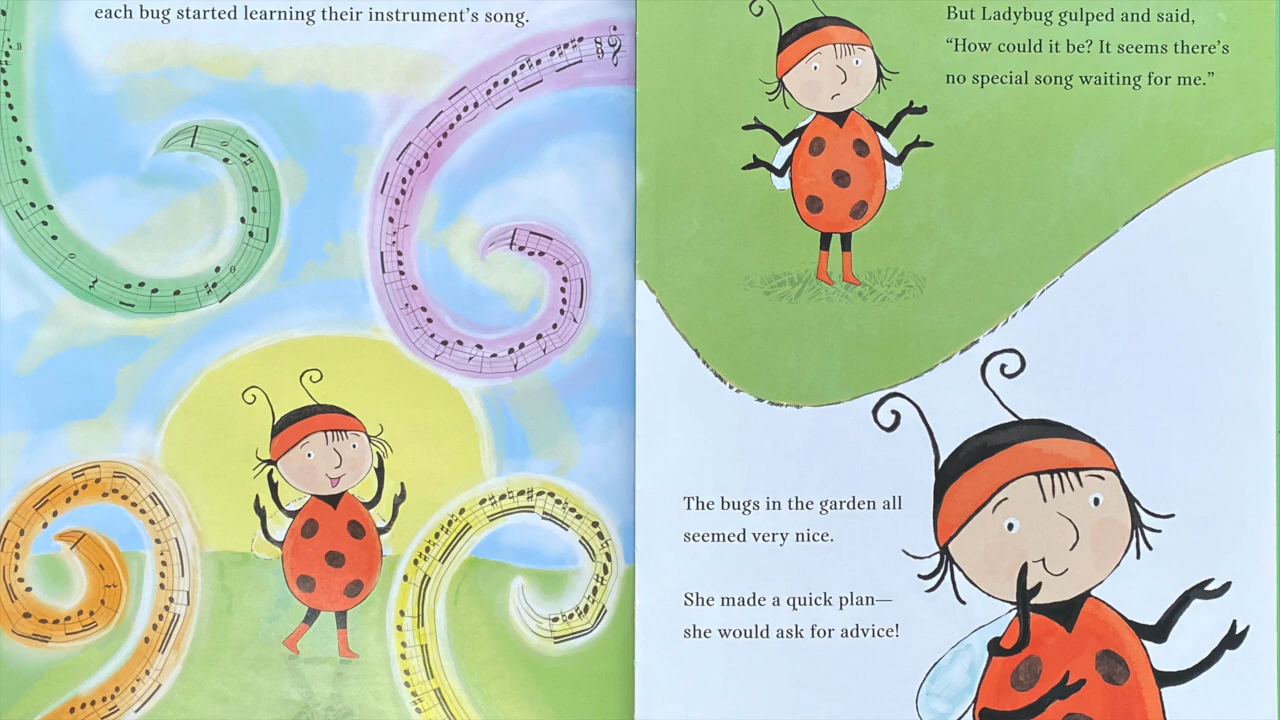 each bug started learning their instrument's song.
But Ladybug gulped and said,
“How could it be? It seems there's
no special song waiting for me.”
The bugs in the garden all
seemed very nice.
She made a quick plan—
she would ask for advice!